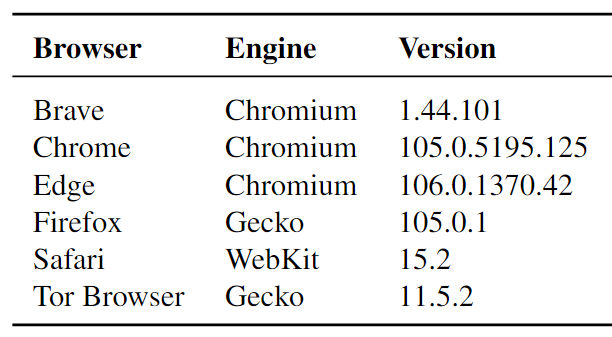 Browser Engine Version
Brave Chromium 1.44.101
Chrome Chromium 105.0.5195.125
Edge Chromium 106.0.1370.42
Firefox Gecko 105.0.1
Safari WebKit 15.2
Tor Browser Gecko 11.5.2